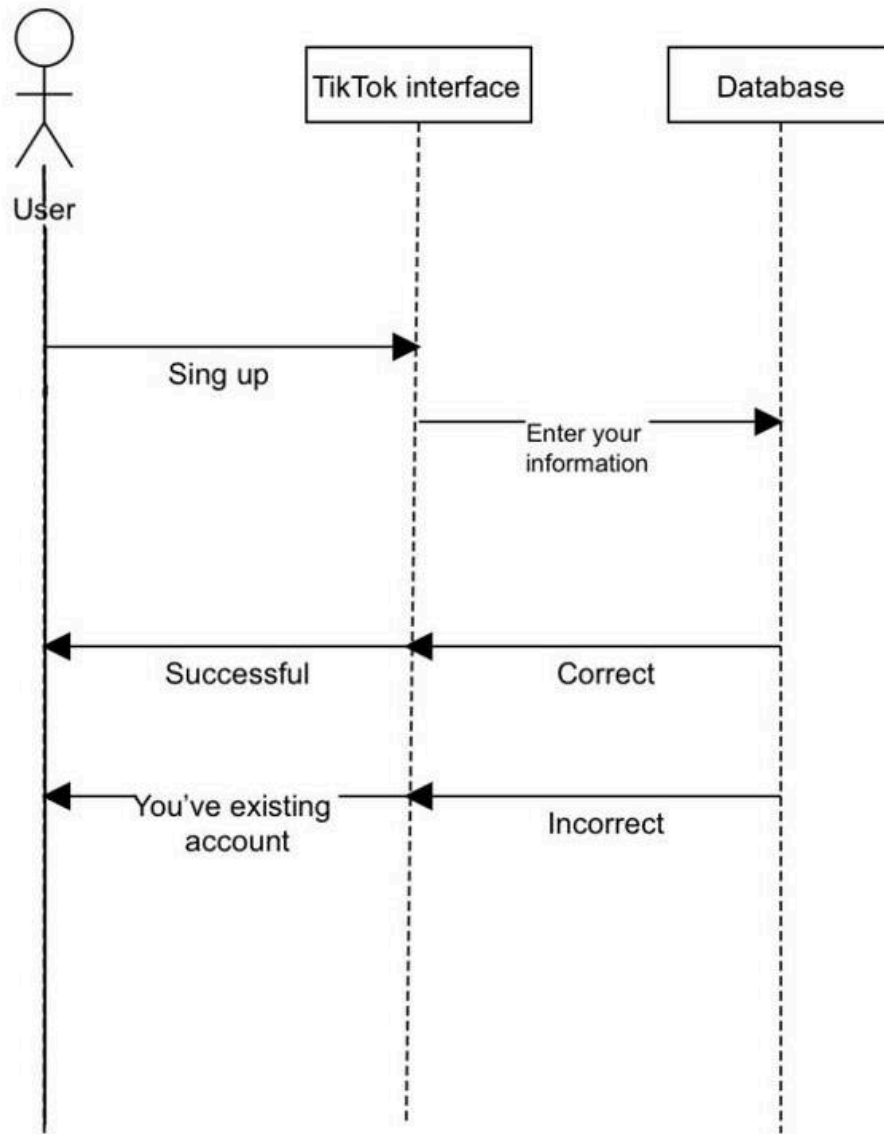 TikTok interface
Database
User
Sing up
Enter your
information
Successful
Correct
You've existing
account
Incorrect